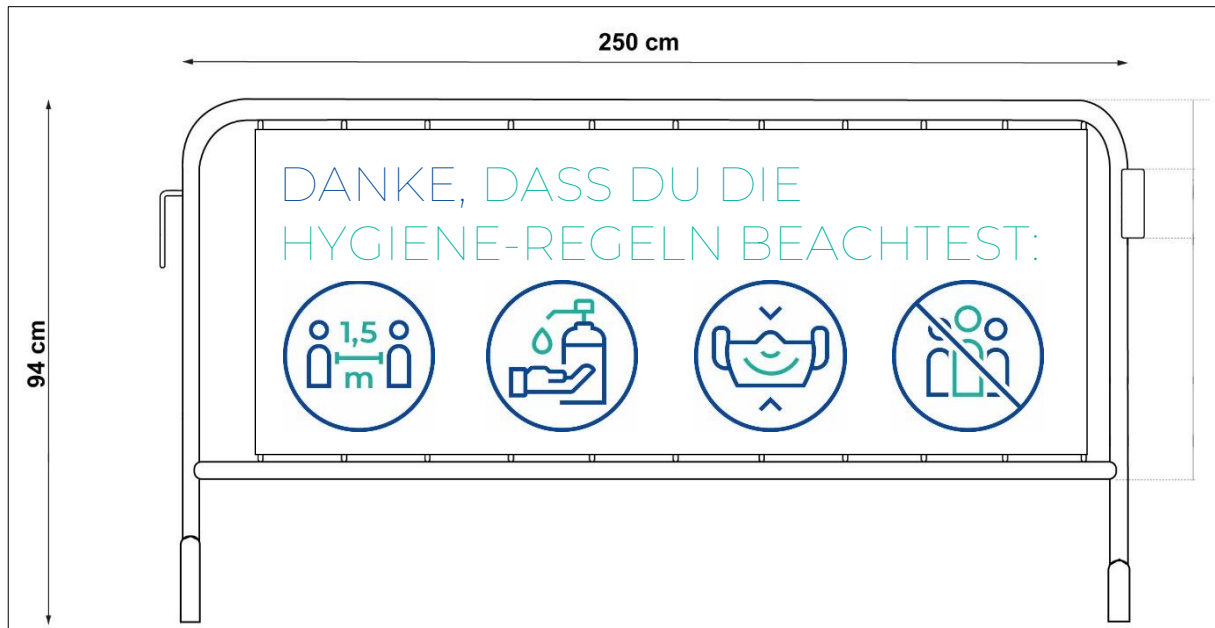 250 cm
94 cm
DANKE, DASS DU DIE
HYGIENE-REGELN BEACHTEST:
1,5
m